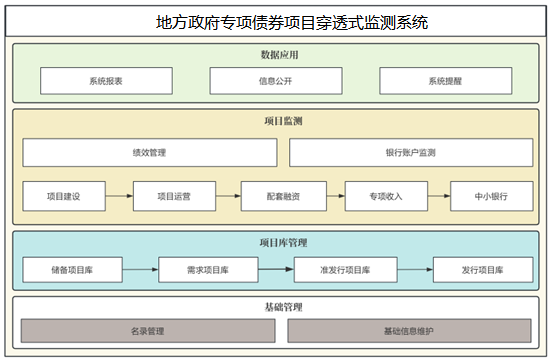 地方政府专项债券项目穿透式监测系统
数据应用
系统报表 信息公开 系统提醒
项目监测
绩效管理 银行账户监测
项目建设 项目运营 配套融资 专项收入 中小银行
项目库管理
储备项目库 需求项目库 准发行项目库 发行项目库
基础管理
名录管理 基础信息维护